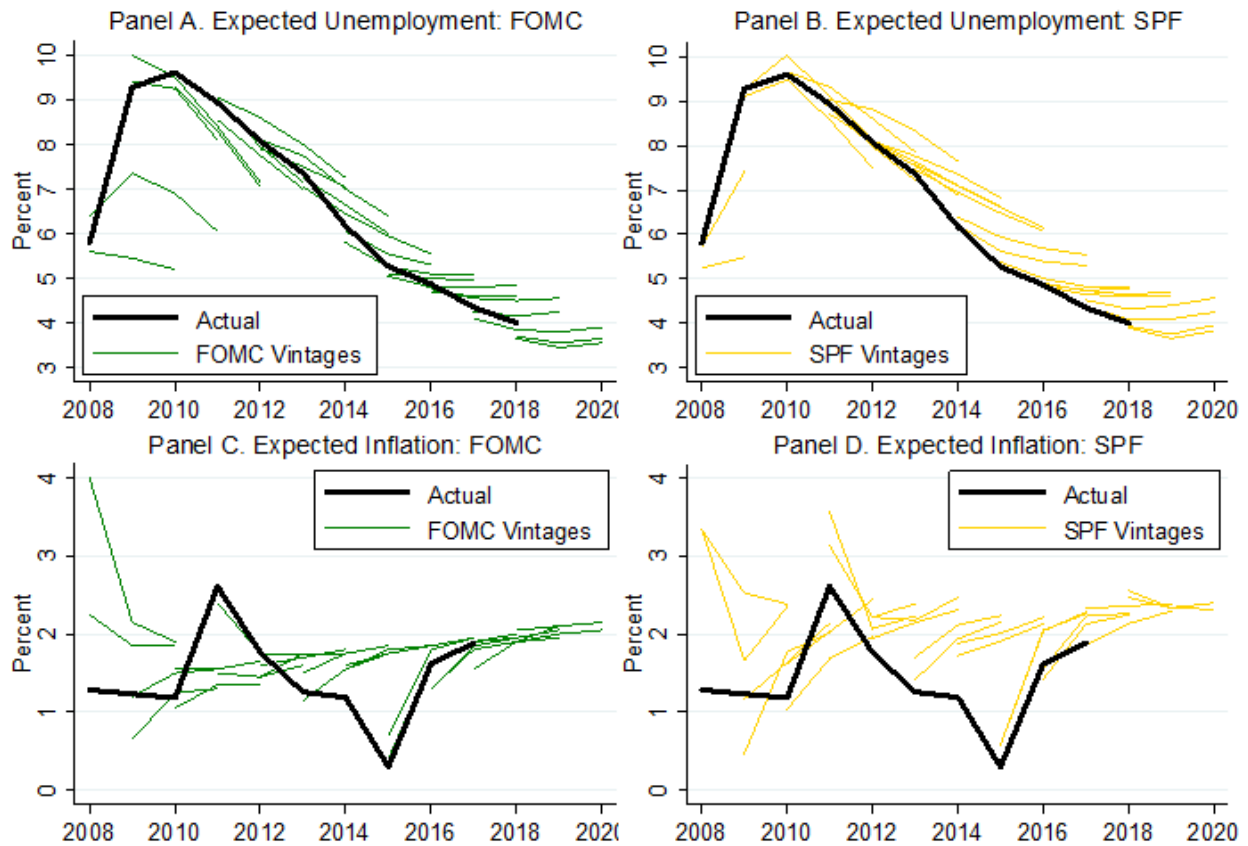 Panel A. Expected Unemployment: FOMC
Percent
10
9
8
7
6
5
4
3
Actual
FOMC Vintages
2008 2010 2012 2014 2016 2018 2020
Panel B. Expected Unemployment: SPF
Percent
10
9
8
7
6
5
4
3
Actual
SPF Vintages
2008 2010 2012 2014 2016 2018 2020
Panel C. Expected Inflation: FOMC
Percent
4
3
2
1
0
Actual
FOMC Vintages
2008 2010 2012 2014 2016 2018 2020
Panel D. Expected Inflation: SPF
Percent
4
3
2
1
0
Actual
SPF Vintages
2008 2010 2012 2014 2016 2018 2020